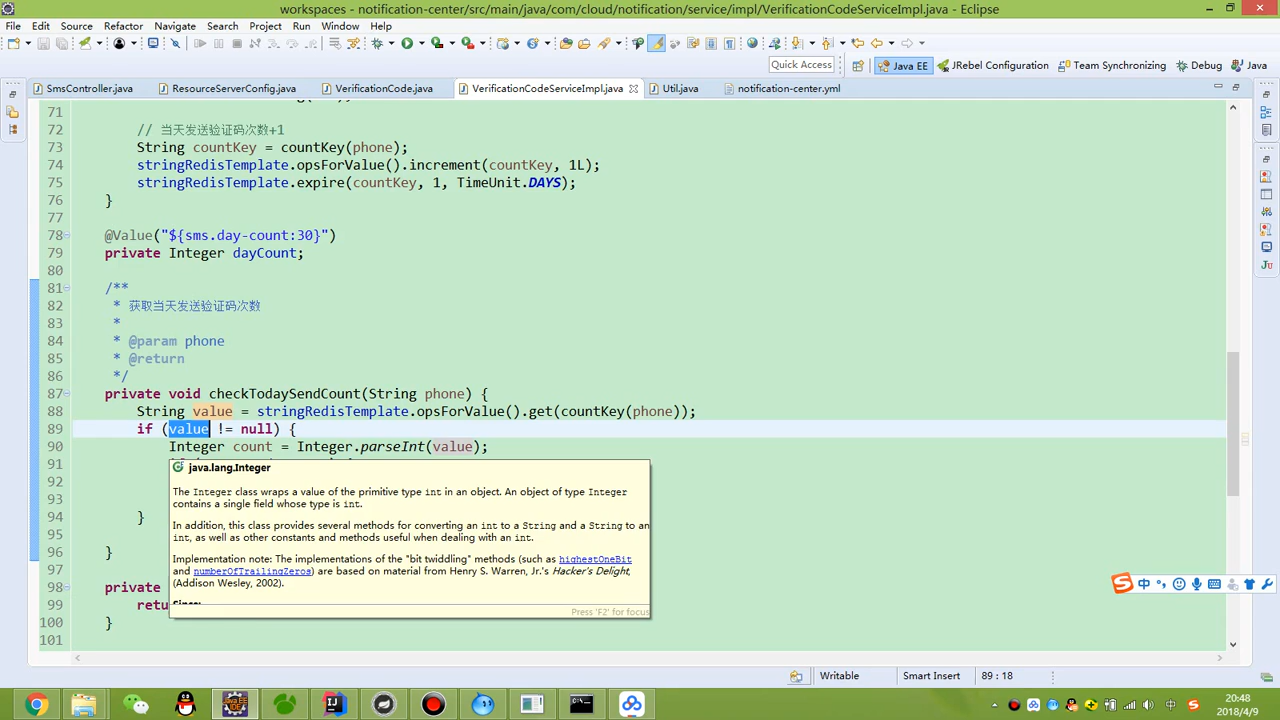 workspaces - notification-center/src/main/java/com/cloud/notification/service/impl/VerificationCodeServiceImpl.java - Eclipse
File Edit Source Refactor Navigate Search Project Run Window Help
Quick Access Java EE JRebel Configuration Team Synchronizing Debug Java
SmsController.java ResourceServerConfig.java VerificationCode.java VerificationCodeServiceImpl.java Util.java notification-center.yml
71
72 // 当天发送验证码次数+1
73 String countKey = countKey(phone);
74 stringRedisTemplate.opsForValue().increment(countKey, 1L);
75 stringRedisTemplate.expire(countKey, 1, TimeUnit.DAYS);
76 }
77
78 @Value("${sms.day-count:30}")
79 private Integer dayCount;
80
81 /**
82 * 获取当天发送验证码次数
83 *
84 * @param phone
85 * @return
86 */
87 private void checkTodaySendCount(String phone) {
88 String value = stringRedisTemplate.opsForValue().get(countKey(phone));
89 if (value != null) {
90 Integer count = Integer.parseInt(value);
91
java.lang.Integer
92
The Integer class wraps a value of the primitive type int in an object. An object of type Integer
93 contains a single field whose type is int.
94 }
In addition, this class provides several methods for converting an int to a String and a String to an
95 int, as well as other constants and methods useful when dealing with an int.
96 }
Implementation note: The implementations of the "bit twiddling" methods (such as highestOneBit
97 and numberOfTrailingZeros) are based on material from Henry S. Warren, Jr.'s Hacker's Delight,
(Addison Wesley, 2002).
98 private
99 retu
Since:
Press 'F2' for focus
100 }
101
中
Writable Smart Insert 89 : 18
中
20:48
2018/4/9